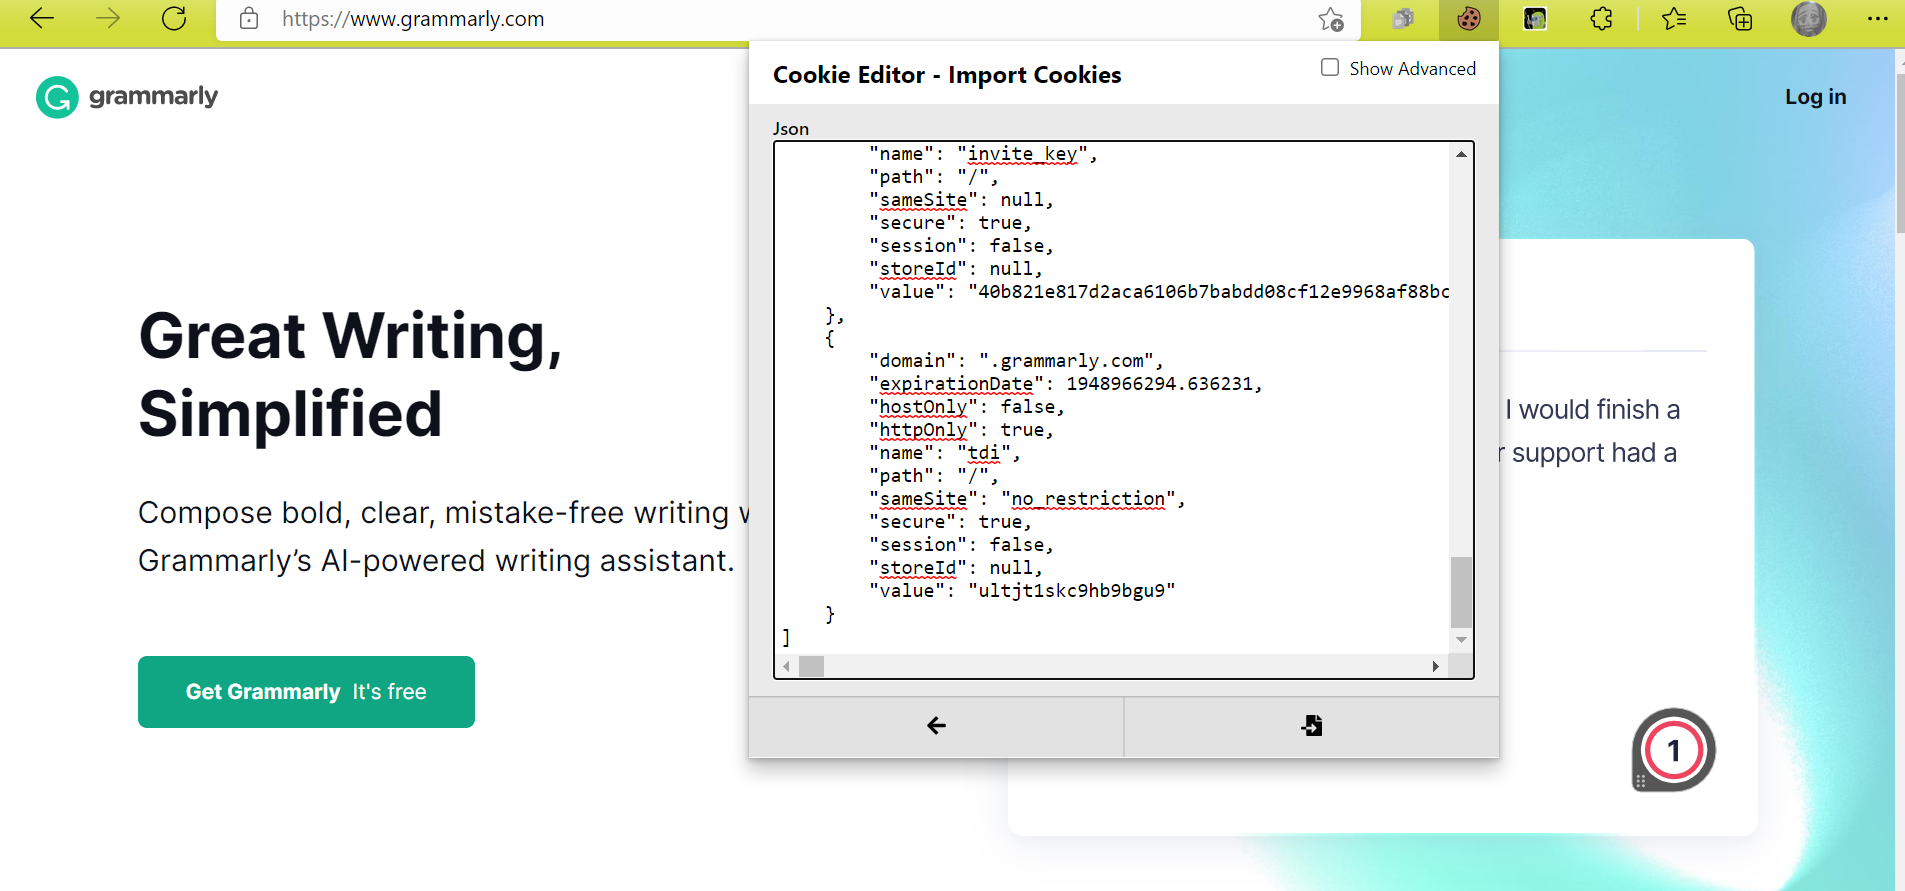 https://www.grammarly.com
grammarly
Log in
Great Writing,
Simplified
Compose bold, clear, mistake-free writing
Grammarly's AI-powered writing assistant.
Get Grammarly It's free
Cookie Editor - Import Cookies
Show Advanced
Json
"name": "invite_key",
"path": "/",
"sameSite": null,
"secure": true,
"session": false,
"storeId": null,
"value": "40b821e817d2aca6106b7babdd08cf12e9968af88bc
},
{
"domain": ".grammarly.com",
"expirationDate": 1948966294.636231,
"hostOnly": false,
"httpOnly": true,
"name": "tdi",
"path": "/",
"sameSite": "no_restriction",
"secure": true,
"session": false,
"storeId": null,
"value": "ultjt1skc9hb9bgu9"
}
]
I would finish a
r support had a
1